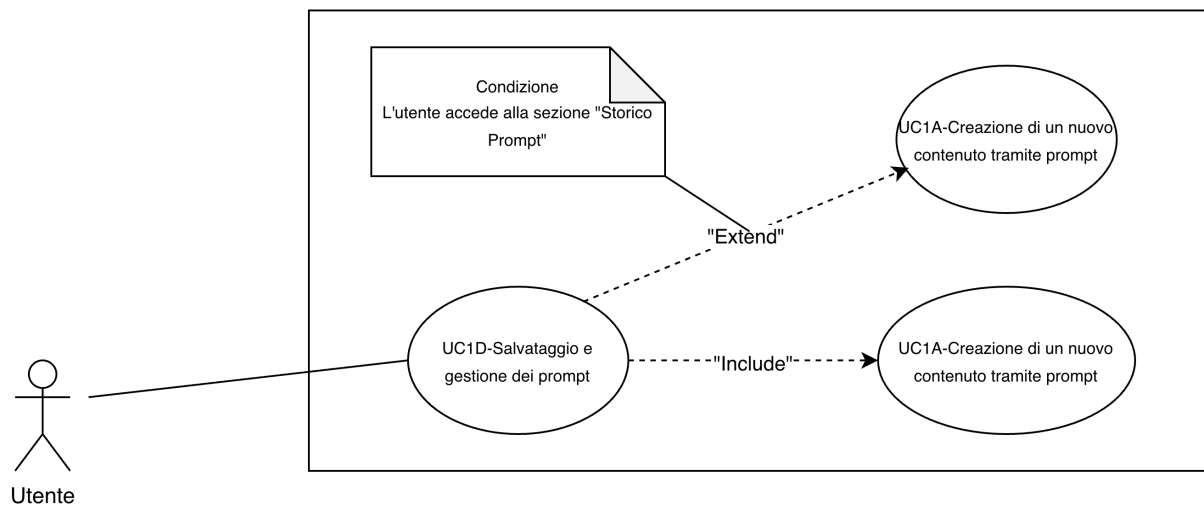 Condizione
L'utente accede alla sezione "Storico
Prompt"
UC1A-Creazione di un nuovo
contenuto tramite prompt
"Extend"
UC1D-Salvataggio e
gestione dei prompt
"Include"
UC1A-Creazione di un nuovo
contenuto tramite prompt
Utente